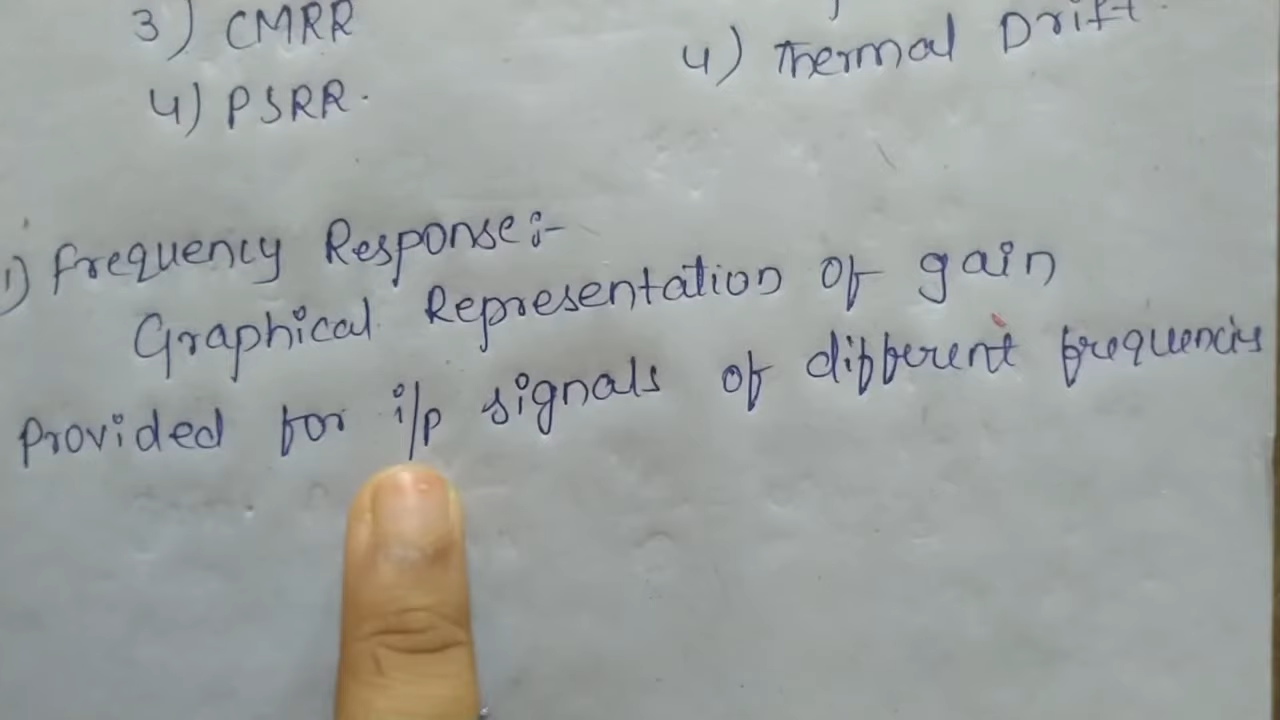 3) CMRR
4) Thermal Drift
4) PSRR.
1) Frequency Response:-
Graphical Representation of gain
Provided for i/p signals of different frequencies